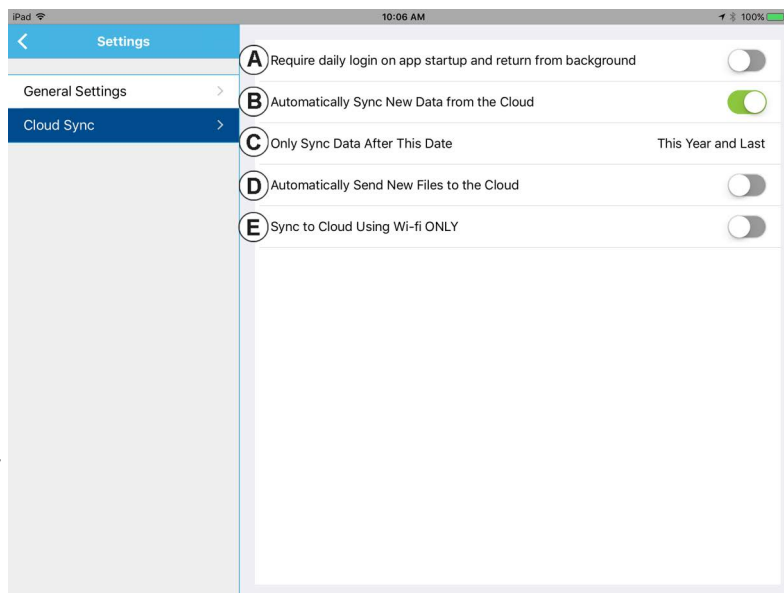 iPad 10:06 AM 100%
Settings
General Settings
Cloud Sync
A Require daily login on app startup and return from background
B Automatically Sync New Data from the Cloud
C Only Sync Data After This Date This Year and Last
D Automatically Send New Files to the Cloud
E Sync to Cloud Using Wi-fi ONLY